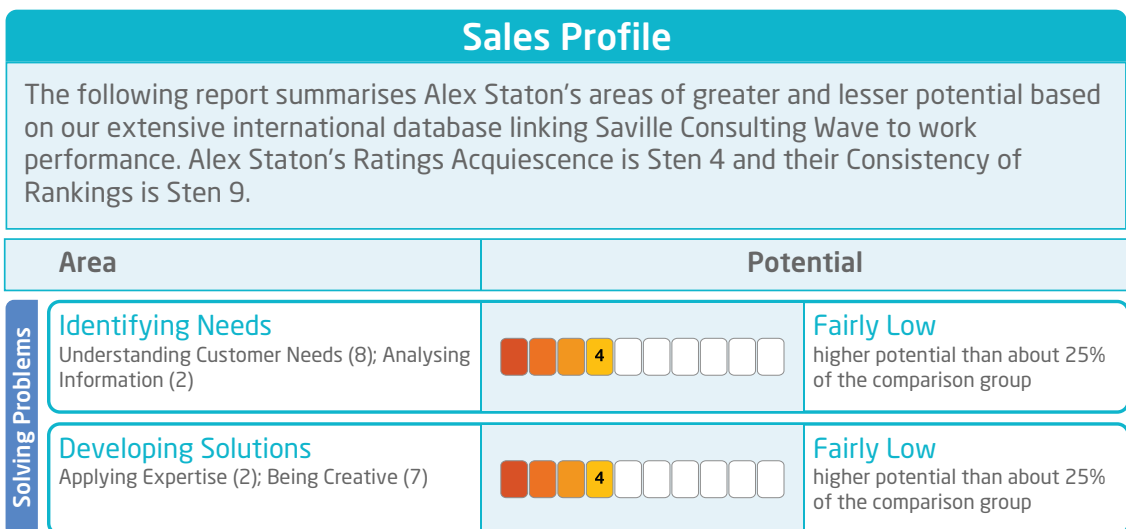 Sales Profile
The following report summarises Alex Staton's areas of greater and lesser potential based
on our extensive international database linking Saville Consulting Wave to work
performance. Alex Staton's Ratings Acquiescence is Sten 4 and their Consistency of
Rankings is Sten 9.
Area
Potential
Solving Problems
Identifying Needs
Understanding Customer Needs (8); Analysing
Information (2)
4
Fairly Low
higher potential than about 25%
of the comparison group
Developing Solutions
Applying Expertise (2); Being Creative (7)
4
Fairly Low
higher potential than about 25%
of the comparison group